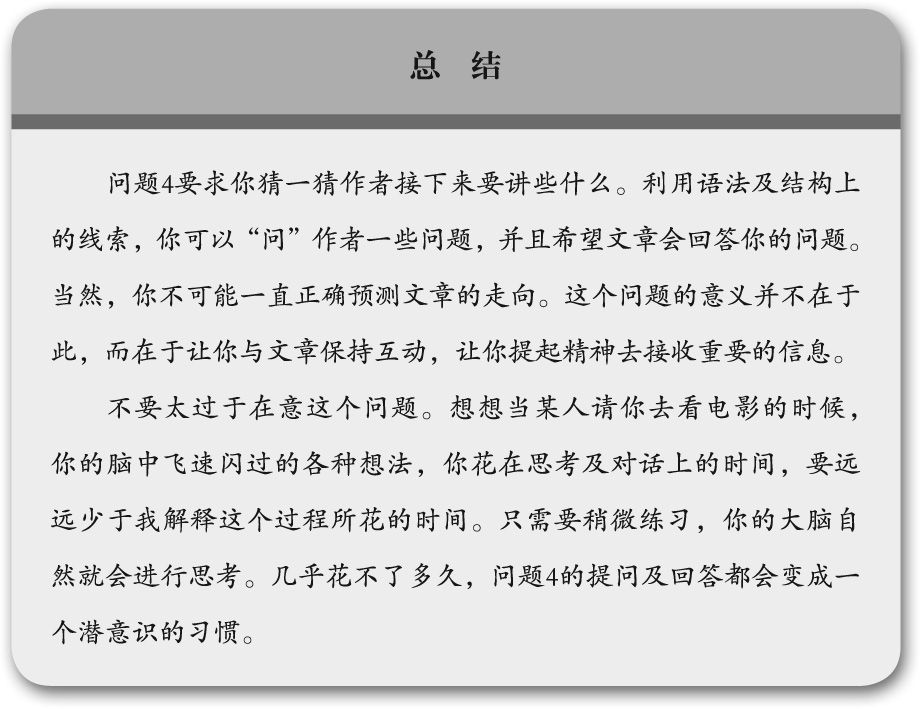 总 结
问题4要求你猜一猜作者接下来要讲些什么。利用语法及结构上
的线索，你可以“问”作者一些问题，并且希望文章会回答你的问题。
当然，你不可能一直正确预测文章的走向。这个问题的意义并不在于
此，而在于让你与文章保持互动，让你提起精神去接收重要的信息。
不要太过于在意这个问题。想想当某人请你去看电影的时候，
你的脑中飞速闪过的各种想法，你花在思考及对话上的时间，要远
远少于我解释这个过程所花的时间。只需要稍微练习，你的大脑自
然就会进行思考。几乎花不了多久，问题4的提问及回答都会变成一
个潜意识的习惯。